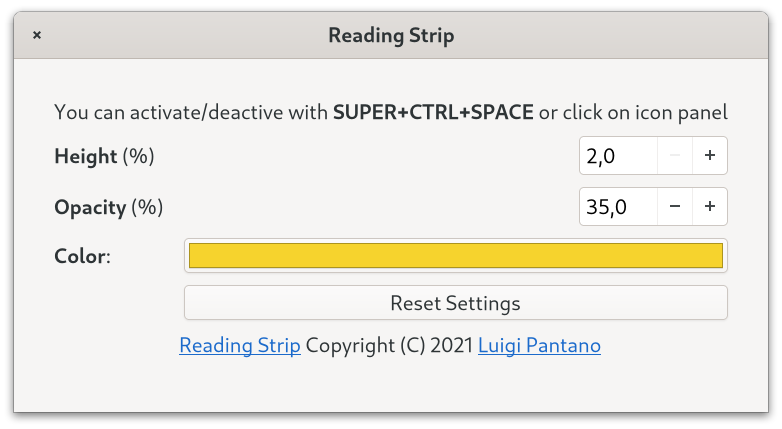 Reading Strip
You can activate/deactive with SUPER+CTRL+SPACE or click on icon panel
Height (%) 2,0 − +
Opacity (%) 35,0 − +
Color:
Reset Settings
Reading Strip Copyright (C) 2021 Luigi Pantano